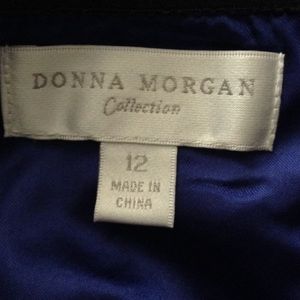 DONNA MORGAN
Collection
12
MADE IN
CHINA